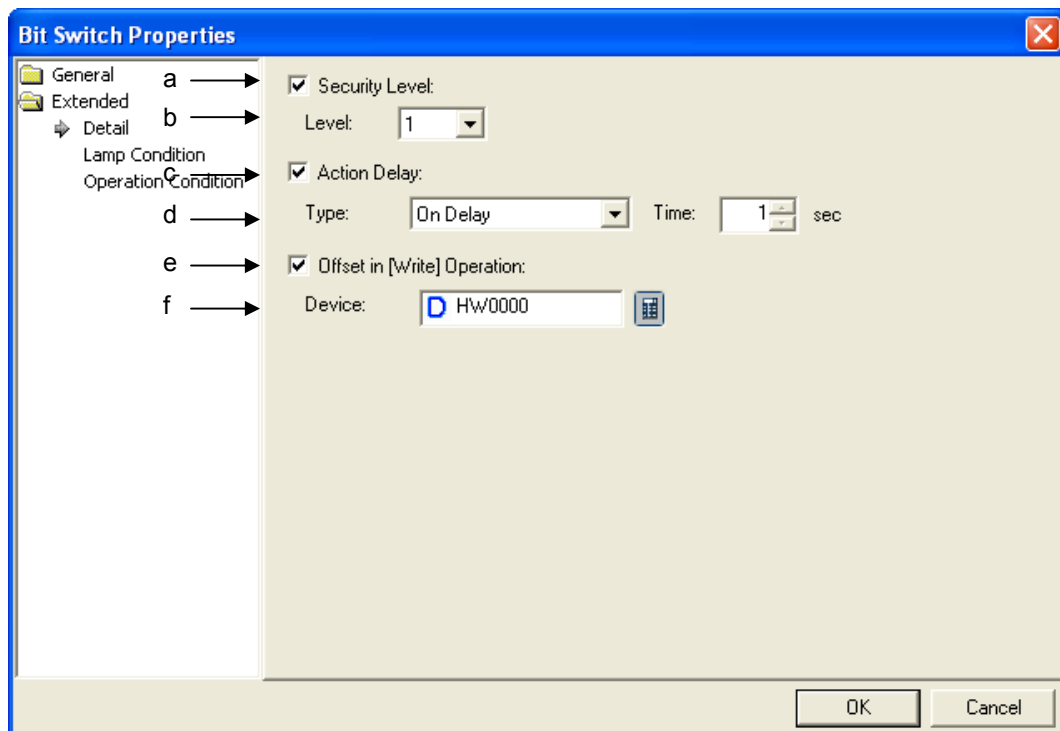 Bit Switch Properties
General
Extended
Detail
Lamp Condition
Operation Condition
a
b
c
d
e
f
Security Level:
Level: 1
Action Delay:
Type: On Delay Time: 1 sec
Offset in [Write] Operation:
Device: D HW0000
OK Cancel